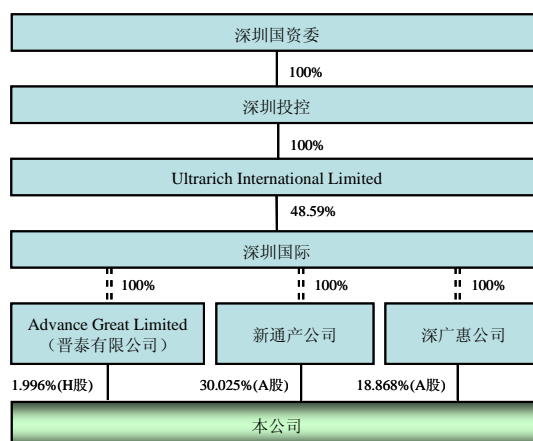 深圳国资委
100%
深圳投控
100%
Ultrarich International Limited
48.59%
深圳国际
100% 100% 100%
Advance Great Limited
（晋泰有限公司）
新通产公司
深广惠公司
1.996%(H股) 30.025%(A股) 18.868%(A股)
本公司